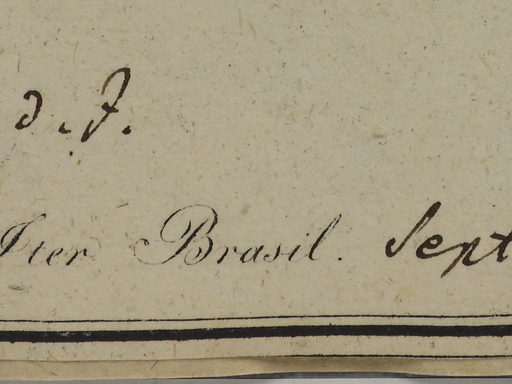 d. J.
Iter Brasil. Sept